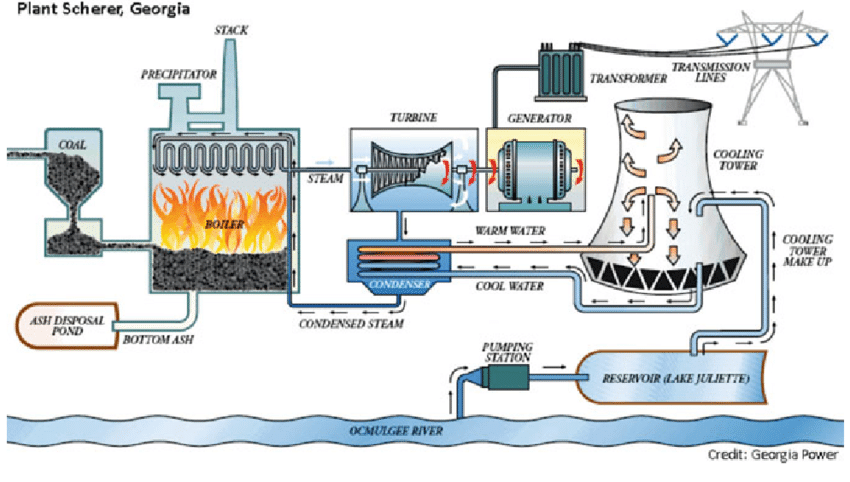 Plant Scherer, Georgia
STACK
PRECIPITATOR
COAL
BOILER
STEAM
TURBINE
GENERATOR
TRANSFORMER
TRANSMISSION
LINES
COOLING
TOWER
WARM WATER
COOL WATER
CONDENSER
CONDENSED STEAM
COOLING
TOWER
MAKE UP
ASH DISPOSAL
POND
BOTTOM ASH
PUMPING
STATION
RESERVOIR (LAKE JULIETTE)
OCMULGEE RIVER
Credit: Georgia Power